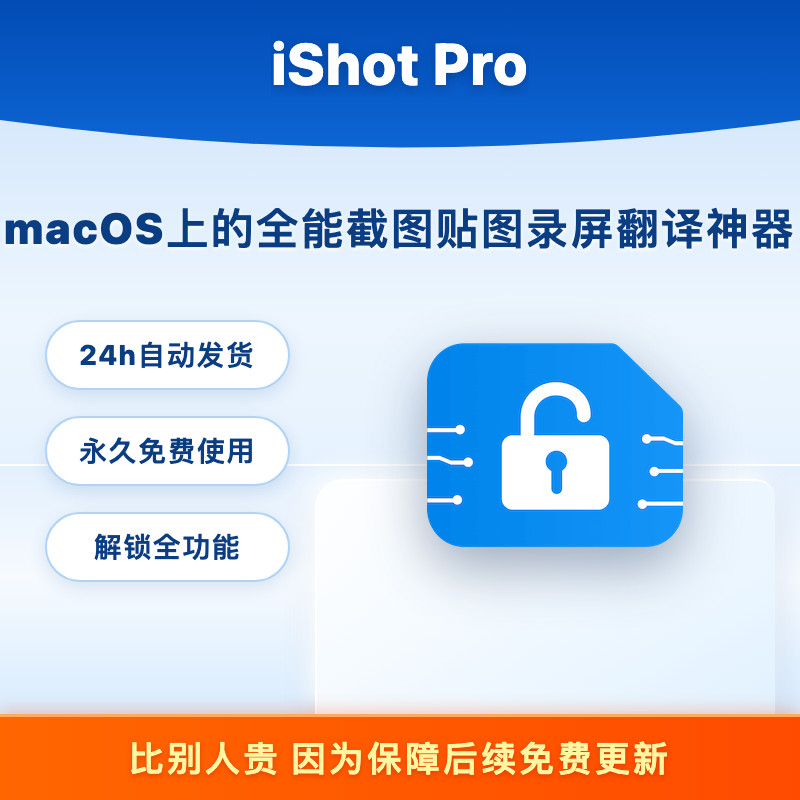 iShot Pro
macOS上的全能截图贴图录屏翻译神器
24h自动发货
永久免费使用
解锁全功能
比别人贵 因为保障后续免费更新